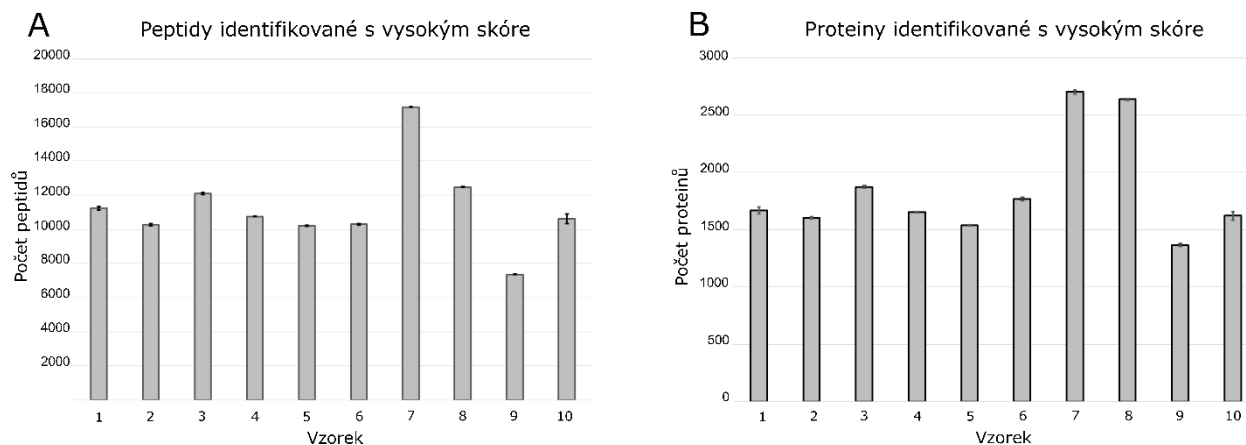 A
Peptidy identifikované s vysokým skóre
20000
18000
16000
14000
12000
10000
8000
6000
4000
2000
Počet peptidů
1 2 3 4 5 6 7 8 9 10
Vzorek
B
Proteiny identifikované s vysokým skóre
3000
2500
2000
1500
1000
500
0
Počet proteinů
1 2 3 4 5 6 7 8 9 10
Vzorek